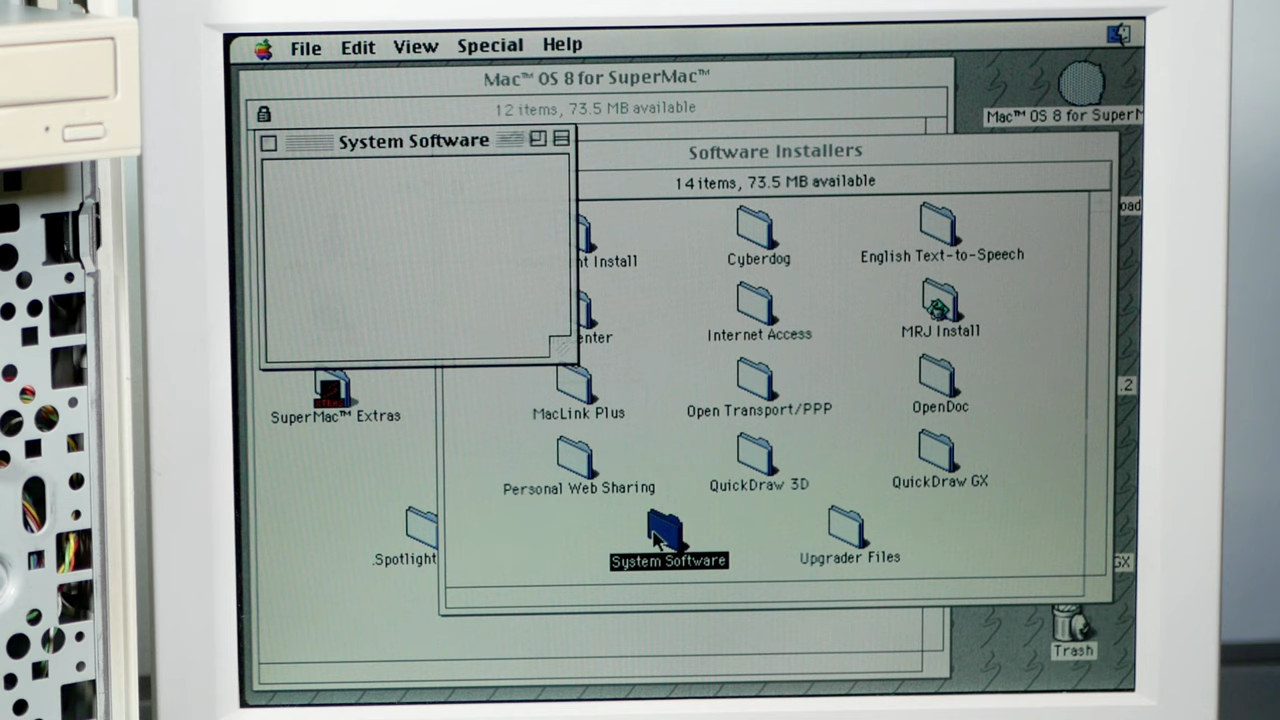 File Edit View Special Help
Mac™ OS 8 for SuperMac™
12 items, 73.5 MB available
Mac™ OS 8 for SuperM
System Software
Software Installers
14 items, 73.5 MB available
oad
nt Install
Cyberdog
English Text-to-Speech
enter
Internet Access
MRJ Install
.2
SuperMac™ Extras
MacLink Plus
Open Transport/PPP
OpenDoc
Personal Web Sharing
QuickDraw 3D
QuickDraw GX
.Spotlight
System Software
Upgrader Files
GX
Trash